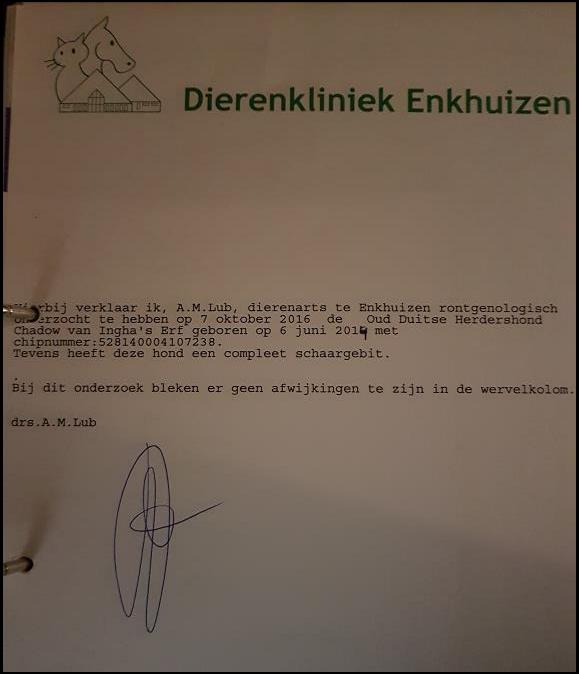 Dierenkliniek Enkhuizen
Hierbij verklaar ik, A.M.Lub, dierenarts te Enkhuizen rontgenologisch
onderzocht te hebben op 7 oktober 2016 de Oud Duitse Herdershond
Chadow van Ingha's Erf geboren op 6 juni 2014 met
chipnummer:528140004107238.
Tevens heeft deze hond een compleet schaargebit.
.
Bij dit onderzoek bleken er geen afwijkingen te zijn in de wervelkolom.
drs.A.M.Lub